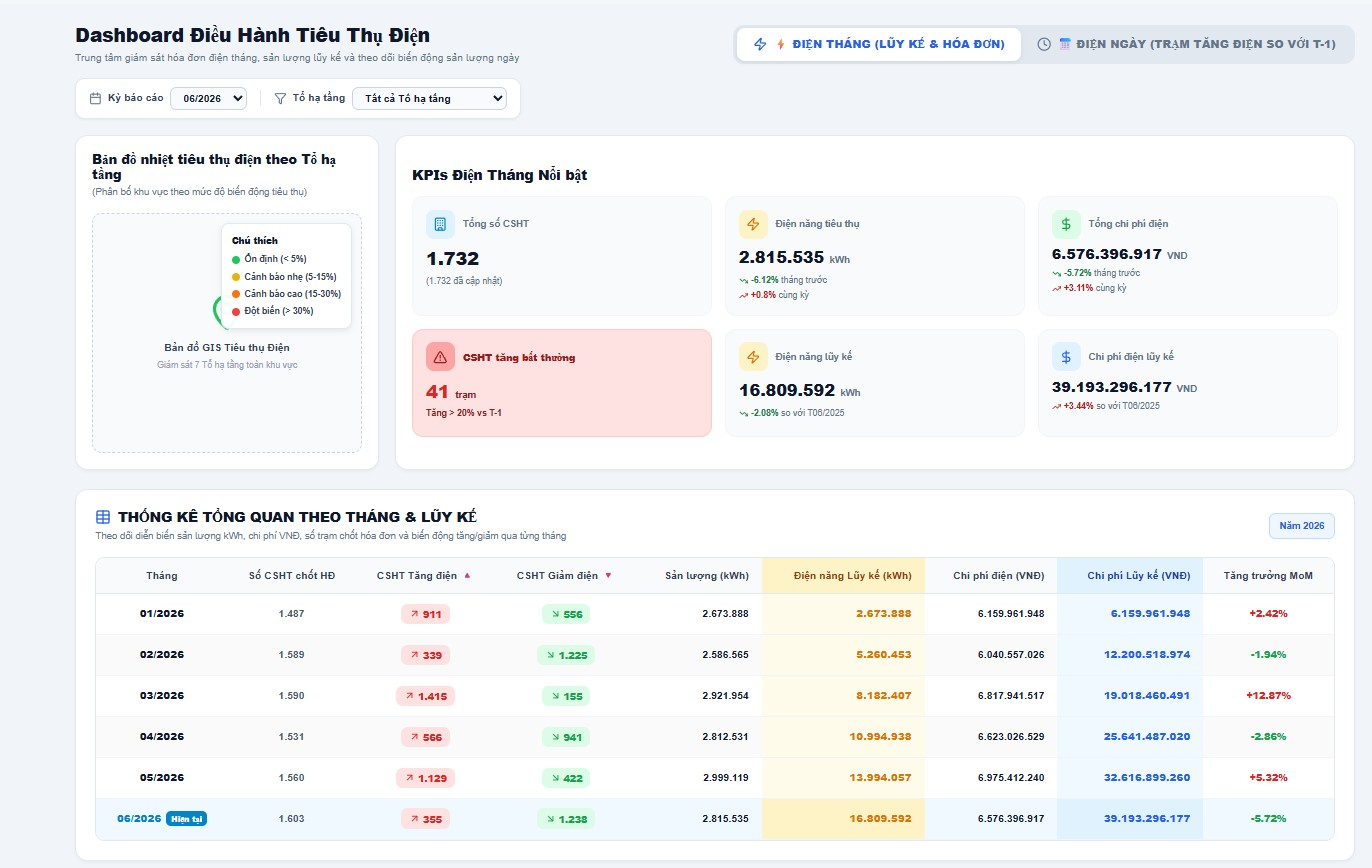 Dashboard Điều Hành Tiêu Thụ Điện
Trung tâm giám sát hóa đơn điện tháng, sản lượng lũy kế và theo dõi biến động sản lượng ngày
ĐIỆN THÁNG (LŨY KẾ & HÓA ĐƠN)
ĐIỆN NGÀY (TRẠM TĂNG ĐIỆN SO VỚI T-1)
Kỳ báo cáo 06/2026 Tổ hạ tầng Tất cả Tổ hạ tầng
Bản đồ nhiệt tiêu thụ điện theo Tổ hạ
tầng
(Phân bổ khu vực theo mức độ biến động tiêu thụ)
Chú thích
Ổn định (< 5%)
Cảnh báo nhẹ (5-15%)
Cảnh báo cao (15-30%)
Đột biến (> 30%)
Bản đồ GIS Tiêu thụ Điện
Giám sát 7 Tổ hạ tầng toàn khu vực
KPIs Điện Tháng Nổi bật
Tổng số CSHT
1.732
(1.732 đã cập nhật)
Điện năng tiêu thụ
2.815.535 kWh
-6.12% tháng trước
+0.8% cùng kỳ
Tổng chi phí điện
6.576.396.917 VND
-5.72% tháng trước
+3.11% cùng kỳ
CSHT tăng bất thường
41 trạm
Tăng > 20% vs T-1
Điện năng lũy kế
16.809.592 kWh
-2.08% so với T06/2025
Chi phí điện lũy kế
39.193.296.177 VND
+3.44% so với T06/2025
THỐNG KÊ TỔNG QUAN THEO THÁNG & LŨY KẾ
Theo dõi diễn biến sản lượng kWh, chi phí VNĐ, số trạm chốt hóa đơn và biến động tăng/giảm qua từng tháng
Năm 2026
Tháng Số CSHT chốt HĐ CSHT Tăng điện ▲ CSHT Giảm điện ▼ Sản lượng (kWh) Điện năng Lũy kế (kWh) Chi phí điện (VNĐ) Chi phí Lũy kế (VNĐ) Tăng trưởng MoM
01/2026 1.487 ↗ 911 ↘ 556 2.673.888 2.673.888 6.159.961.948 6.159.961.948 +2.42%
02/2026 1.589 ↗ 339 ↘ 1.225 2.586.565 5.260.453 6.040.557.026 12.200.518.974 -1.94%
03/2026 1.590 ↗ 1.415 ↘ 155 2.921.954 8.182.407 6.817.941.517 19.018.460.491 +12.87%
04/2026 1.531 ↗ 566 ↘ 941 2.812.531 10.994.938 6.623.026.529 25.641.487.020 -2.86%
05/2026 1.560 ↗ 1.129 ↘ 422 2.999.119 13.994.057 6.975.412.240 32.616.899.260 +5.32%
06/2026 Hiện tại 1.603 ↗ 355 ↘ 1.238 2.815.535 16.809.592 6.576.396.917 39.193.296.177 -5.72%